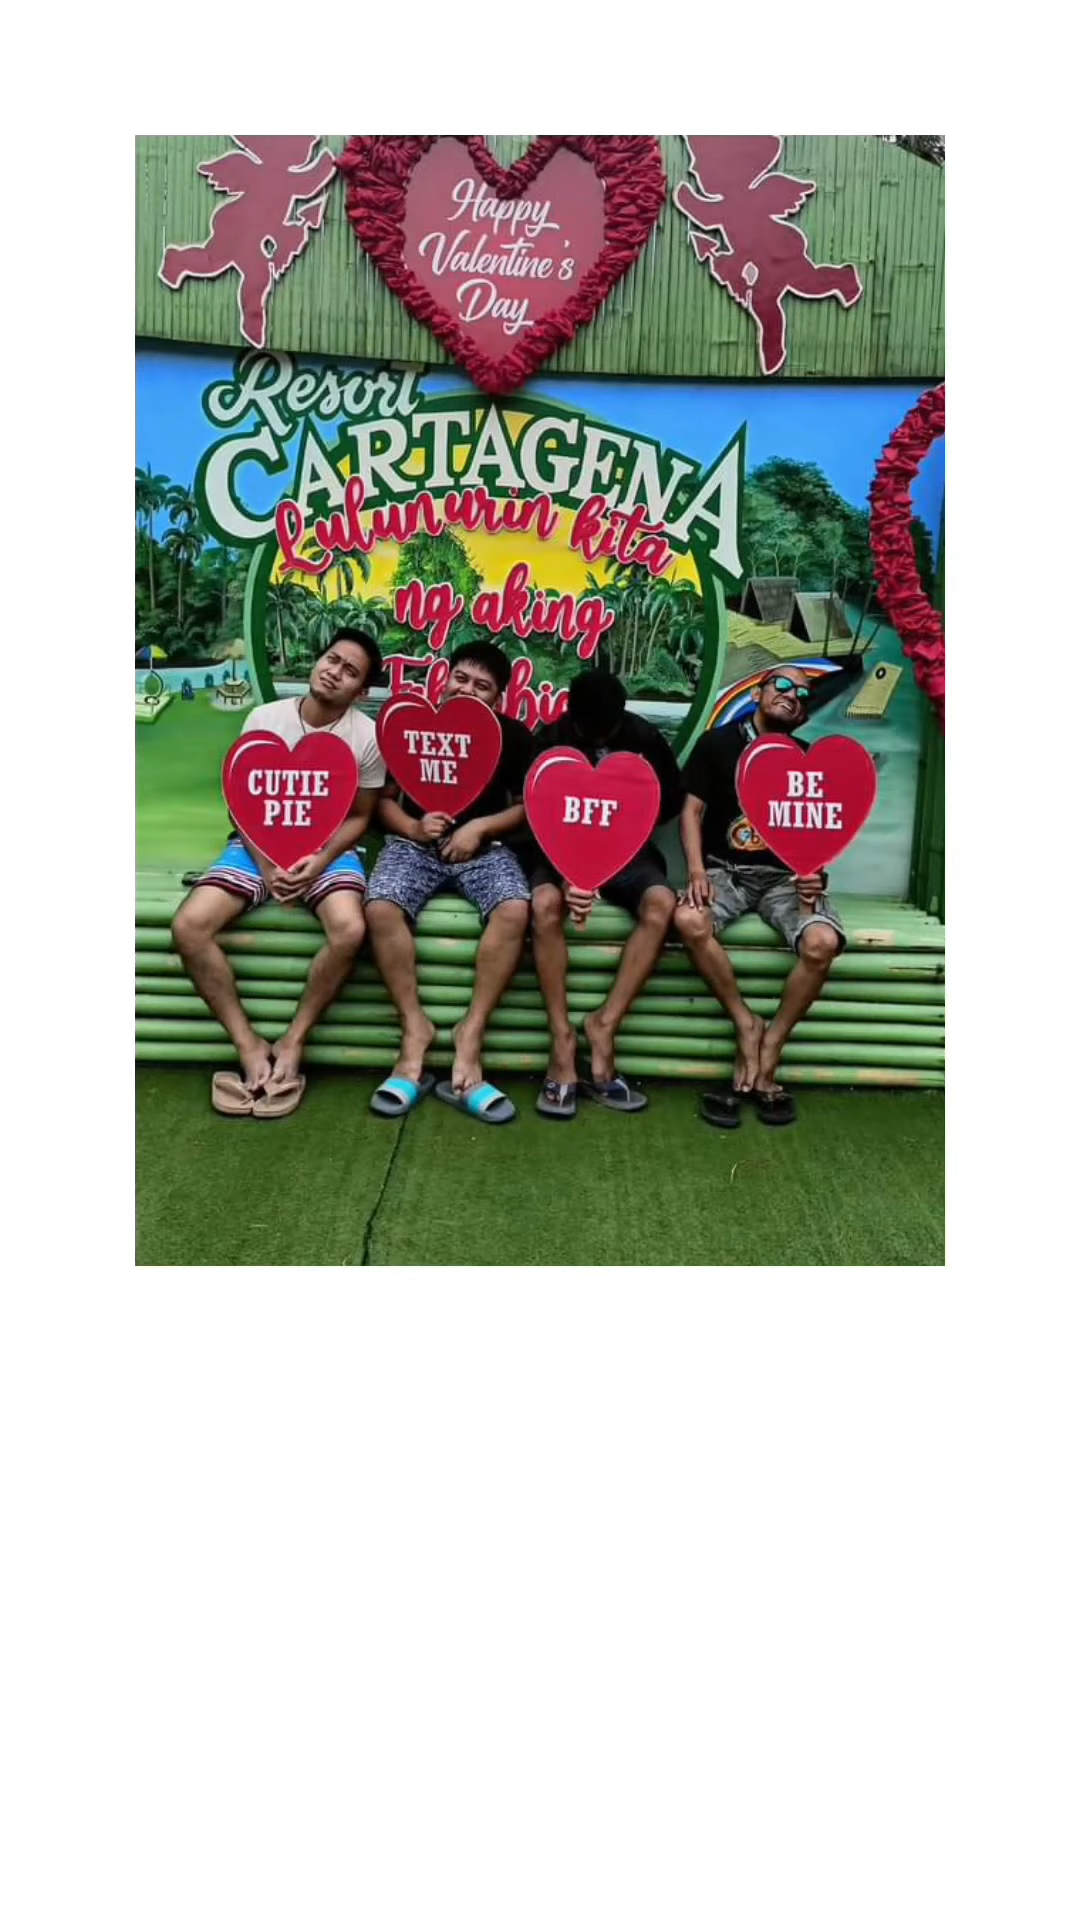 Happy
Valentine's
Day
Resort
CARTAGENA
Lulunurin kita
ng aking
TEXT
ME
CUTIE
PIE
BFF
BE
MINE